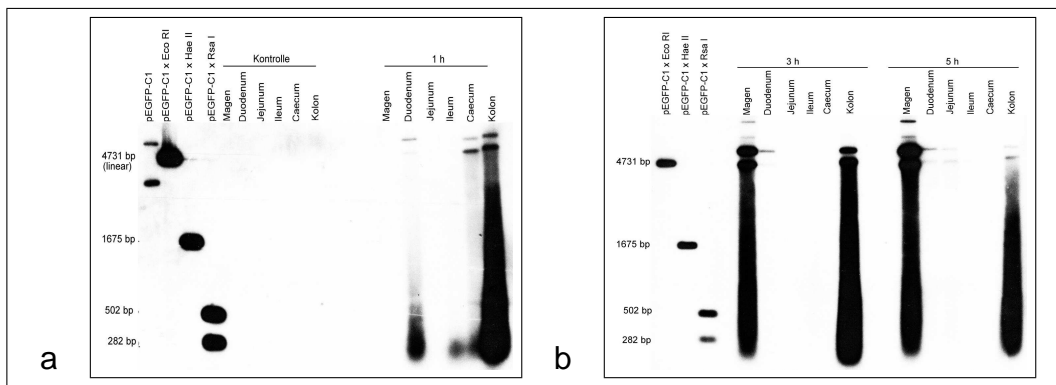 pEGFP-C1
pEGFP-C1 x Eco RI
pEGFP-C1 x Hae II
pEGFP-C1 x Rsa I
Kontrolle
Magen
Duodenum
Jejunum
Ileum
Caecum
Kolon
1 h
Magen
Duodenum
Jejunum
Ileum
Caecum
Kolon
4731 bp
(linear)
1675 bp
502 bp
282 bp
a
pEGFP-C1 x Eco RI
pEGFP-C1 x Hae II
pEGFP-C1 x Rsa I
3 h
Magen
Duodenum
Jejunum
Ileum
Caecum
Kolon
5 h
Magen
Duodenum
Jejunum
Ileum
Caecum
Kolon
4731 bp
1675 bp
502 bp
282 bp
b